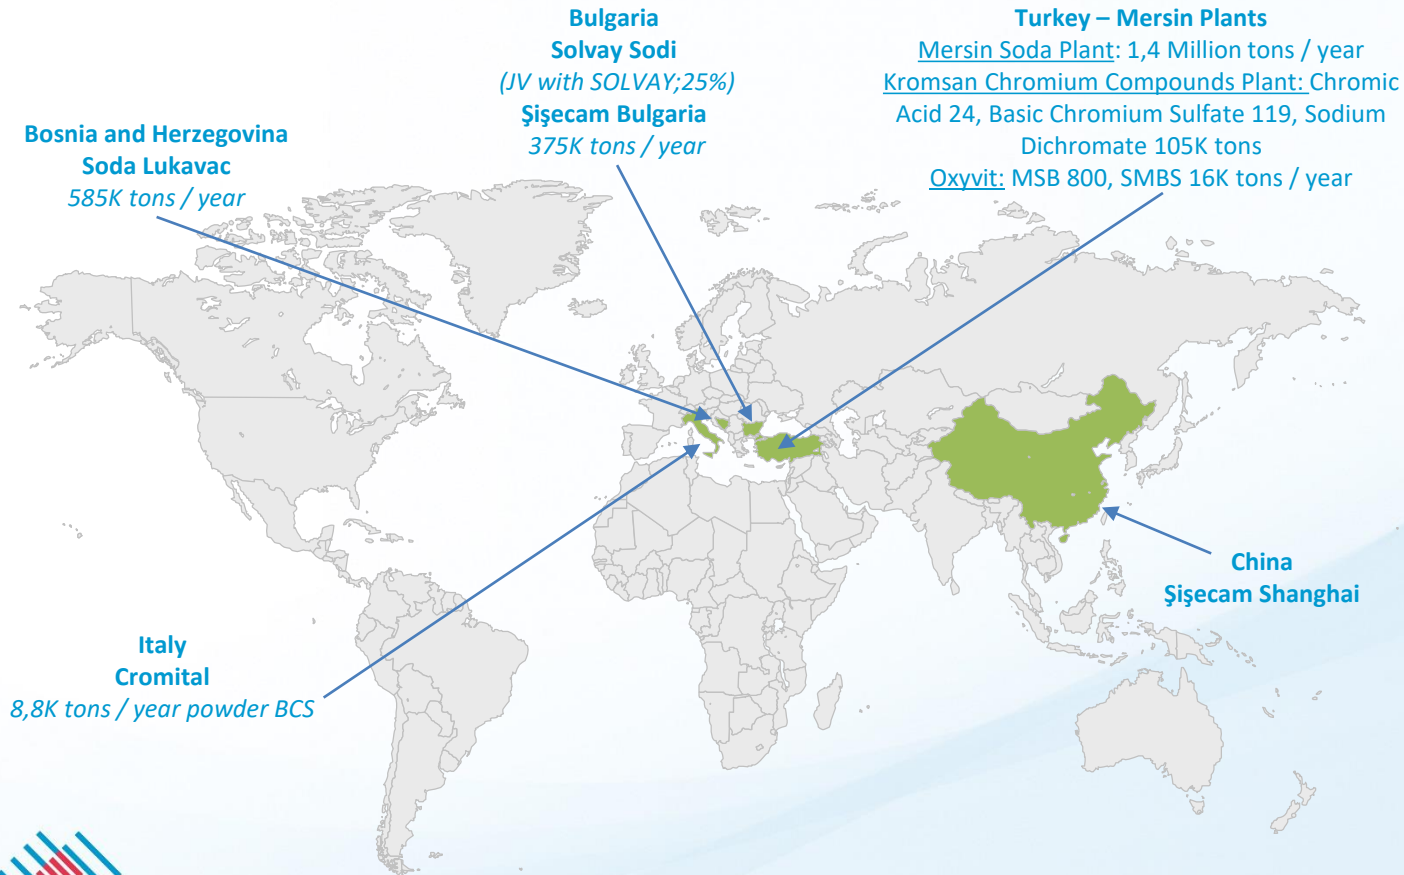 Bulgaria
Solvay Sodi
(JV with SOLVAY;25%)
Şişecam Bulgaria
375K tons / year
Turkey – Mersin Plants
Mersin Soda Plant: 1,4 Million tons / year
Kromsan Chromium Compounds Plant: Chromic
Acid 24, Basic Chromium Sulfate 119, Sodium
Dichromate 105K tons
Oxyvit: MSB 800, SMBS 16K tons / year
Bosnia and Herzegovina
Soda Lukavac
585K tons / year
China
Şişecam Shanghai
Italy
Cromital
8,8K tons / year powder BCS